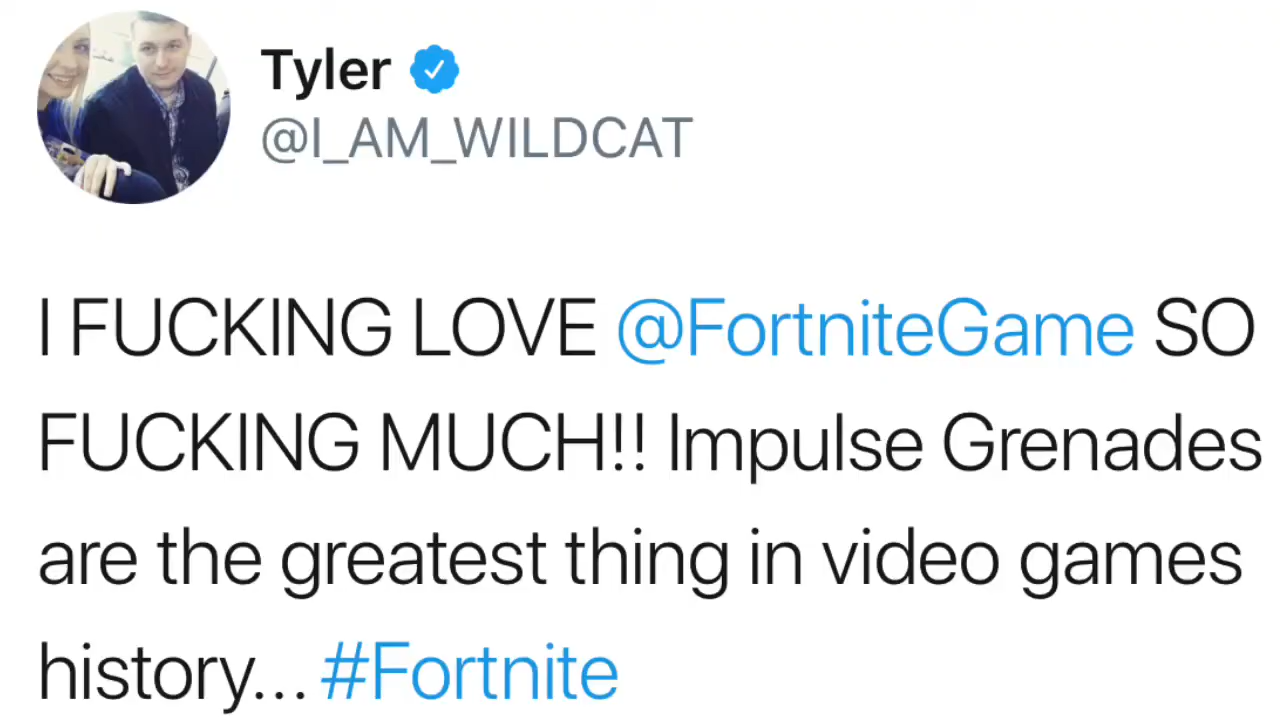 Tyler
@I_AM_WILDCAT
I FUCKING LOVE @FortniteGame SO
FUCKING MUCH!! Impulse Grenades
are the greatest thing in video games
history... #Fortnite